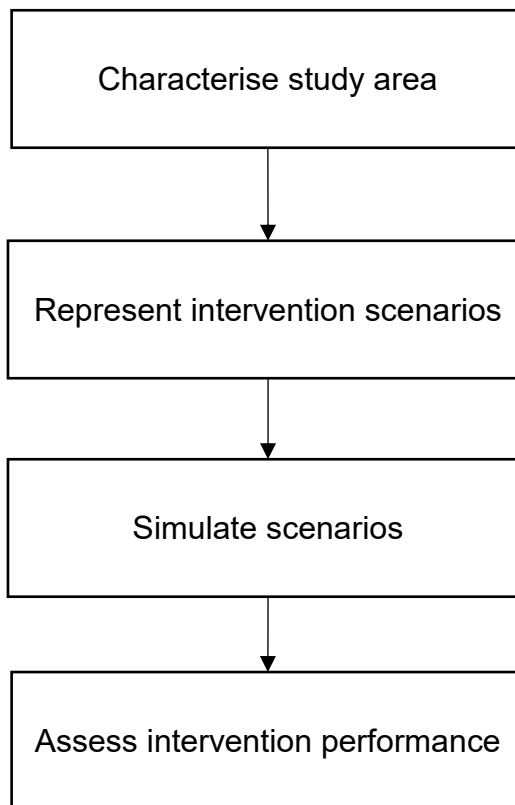 Characterise study area
Represent intervention scenarios
Simulate scenarios
Assess intervention performance